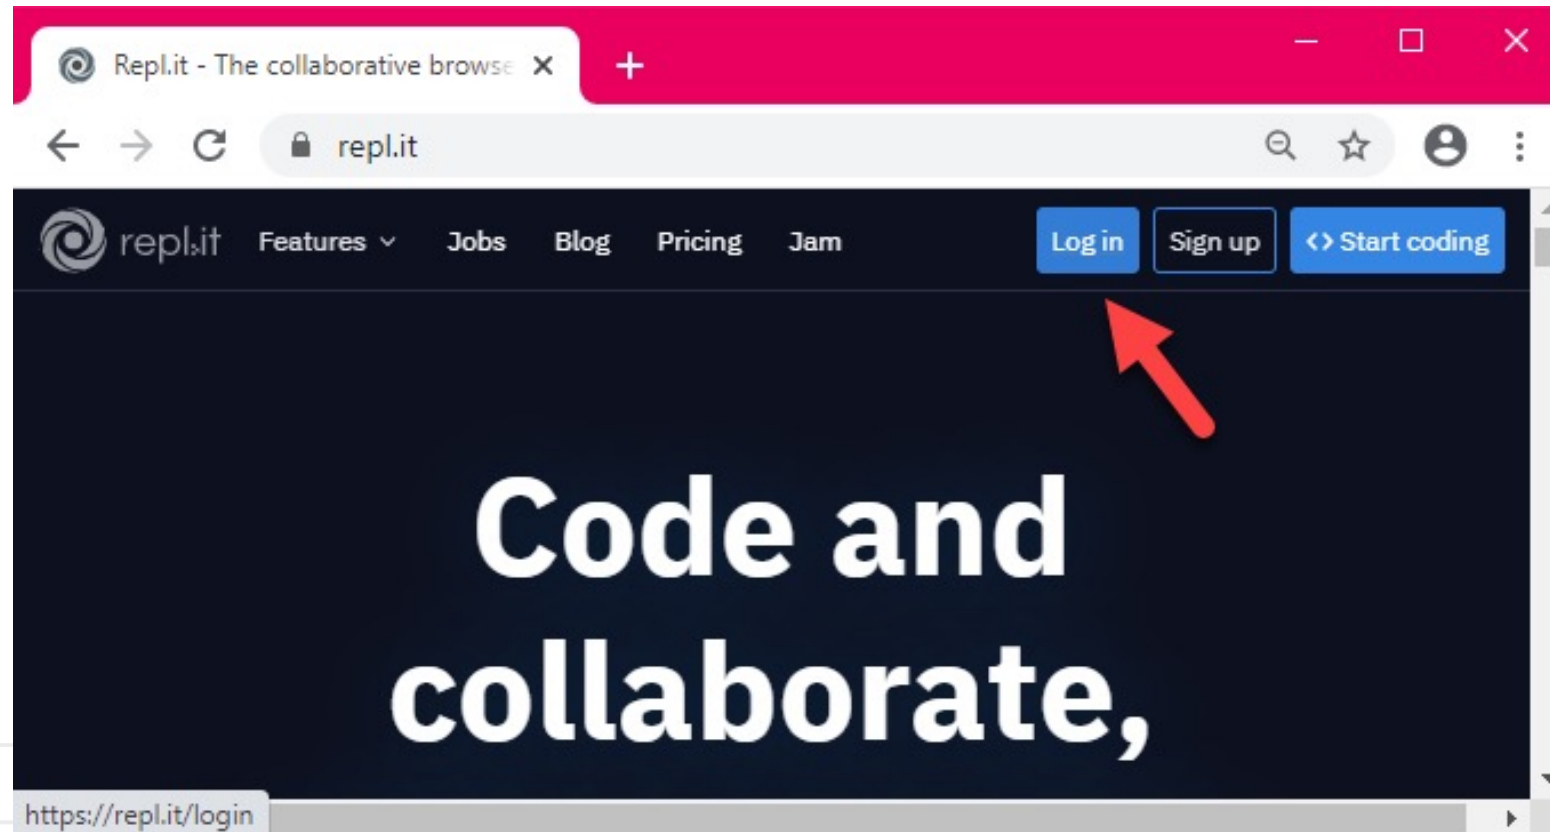 Repl.it - The collaborative browse
repl.it
repl.it Features Jobs Blog Pricing Jam Log in Sign up <> Start coding
Code and
collaborate,
https://repl.it/login